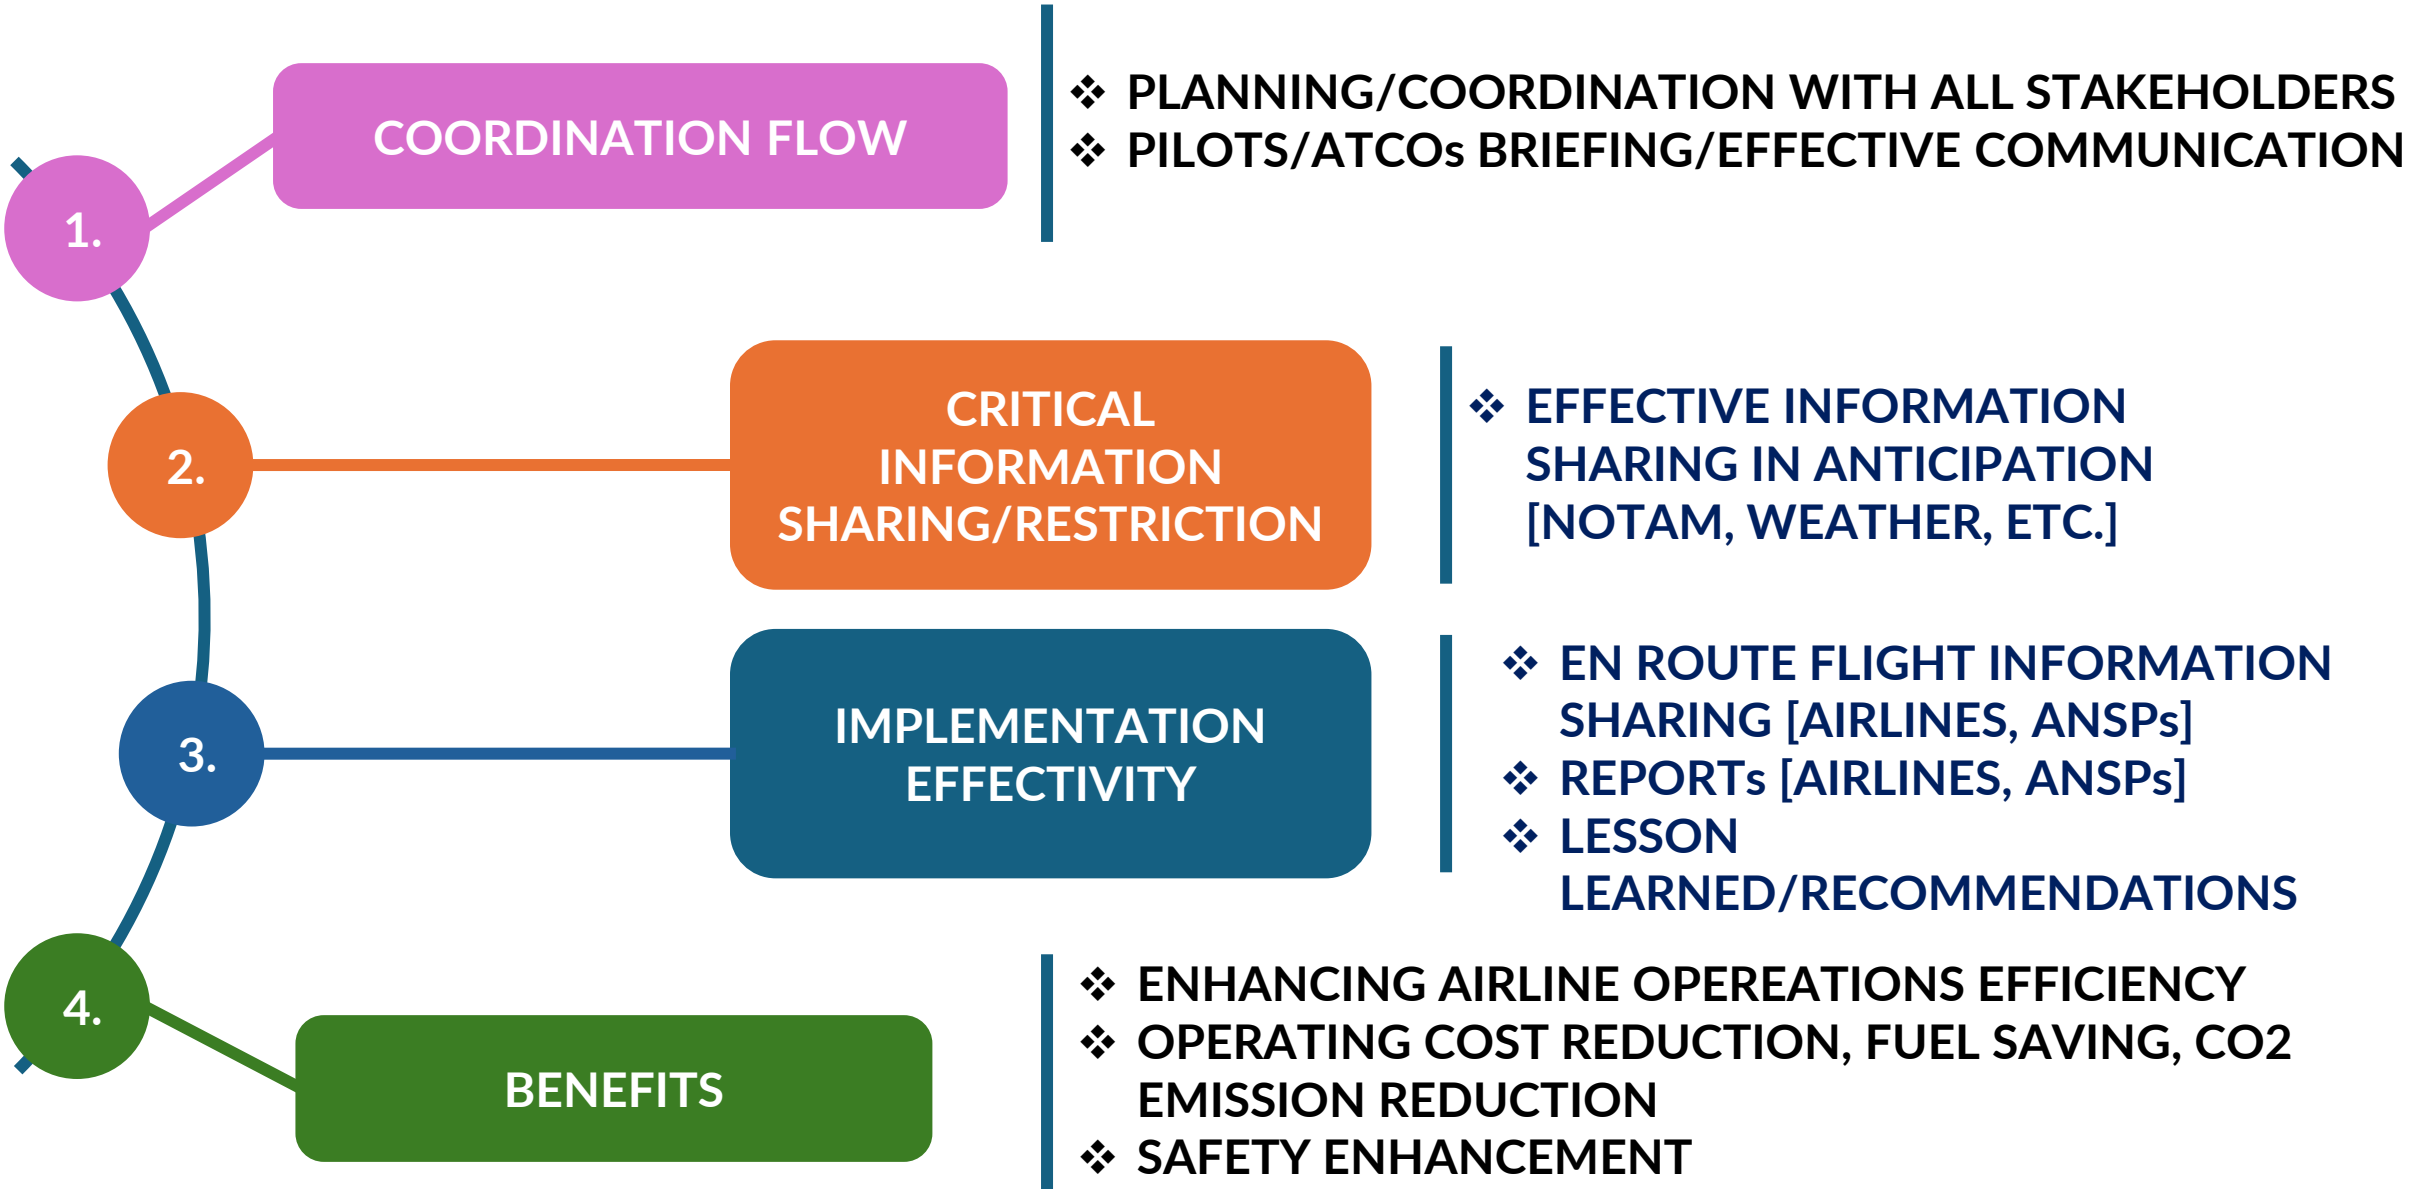 1.
COORDINATION FLOW
❖ PLANNING/COORDINATION WITH ALL STAKEHOLDERS
❖ PILOTS/ATCOs BRIEFING/EFFECTIVE COMMUNICATION
2.
CRITICAL
INFORMATION
SHARING/RESTRICTION
❖ EFFECTIVE INFORMATION
SHARING IN ANTICIPATION
[NOTAM, WEATHER, ETC.]
3.
IMPLEMENTATION
EFFECTIVITY
❖ EN ROUTE FLIGHT INFORMATION
SHARING [AIRLINES, ANSPs]
❖ REPORTs [AIRLINES, ANSPs]
❖ LESSON
LEARNED/RECOMMENDATIONS
4.
BENEFITS
❖ ENHANCING AIRLINE OPEREATIONS EFFICIENCY
❖ OPERATING COST REDUCTION, FUEL SAVING, CO2
EMISSION REDUCTION
❖ SAFETY ENHANCEMENT